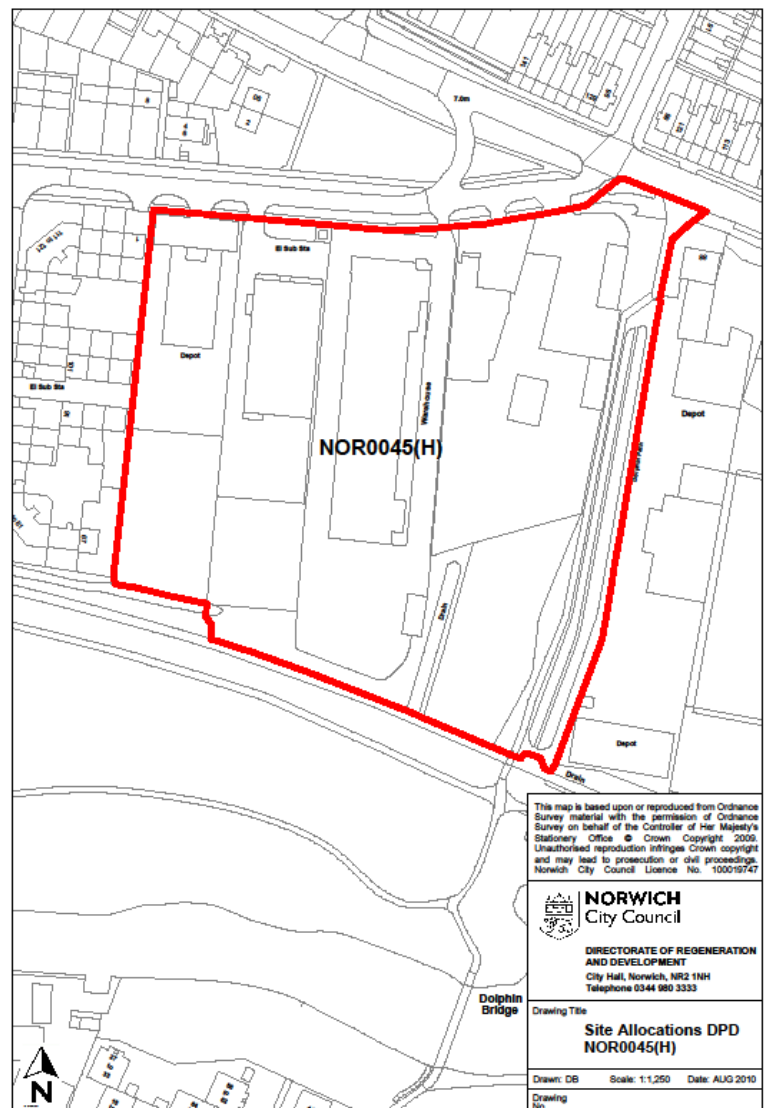 7.0m
El Sub Sta
Depot
El Sub Sta
Warehouse
NOR0045(H)
Depot
Drain
Depot
Drain
This map is based upon or reproduced from Ordnance
Survey material with the permission of Ordnance
Survey on behalf of the Controller of Her Majesty's
Stationery Office © Crown Copyright 2009.
Unauthorised reproduction infringes Crown copyright
and may lead to prosecution or civil proceedings.
Norwich City Council Licence No. 100019747
NORWICH
City Council
DIRECTORATE OF REGENERATION
AND DEVELOPMENT
City Hall, Norwich, NR2 1NH
Telephone 0344 980 3333
Dolphin
Bridge
Drawing Title
Site Allocations DPD
NOR0045(H)
Drawn: DB Scale: 1:1,250 Date: AUG 2010
Drawing
No.
N